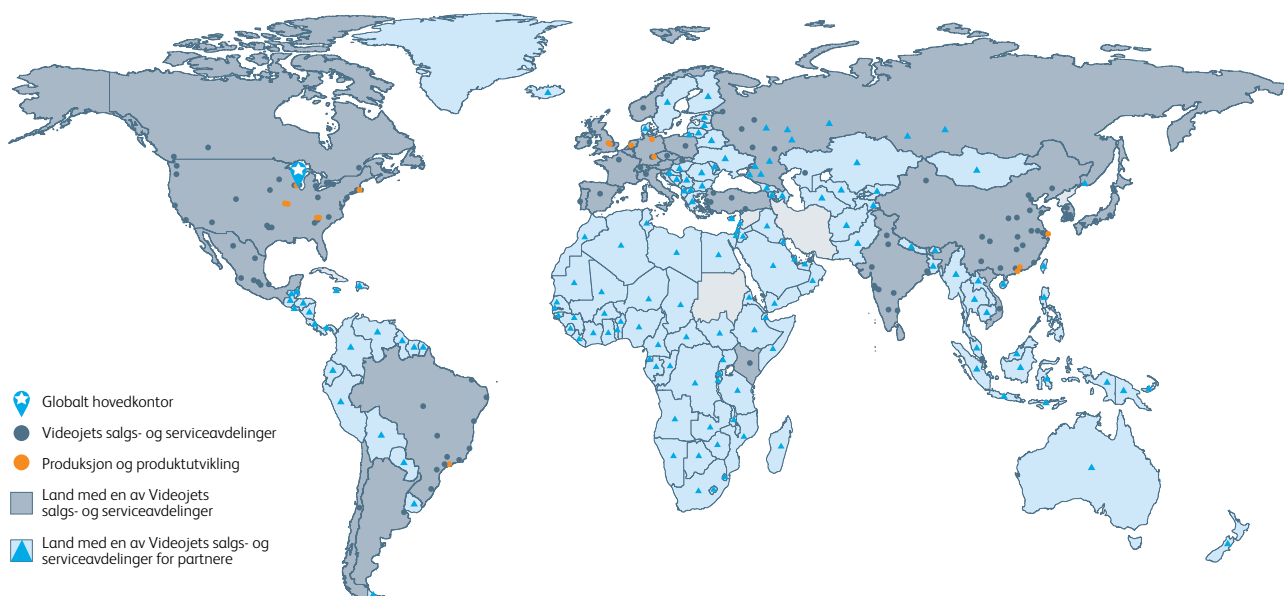 Globalt hovedkontor
Videojets salgs- og serviceavdelinger
Produksjon og produktutvikling
Land med en av Videojets
salgs- og serviceavdelinger
Land med en av Videojets salgs- og
serviceavdelinger for partnere